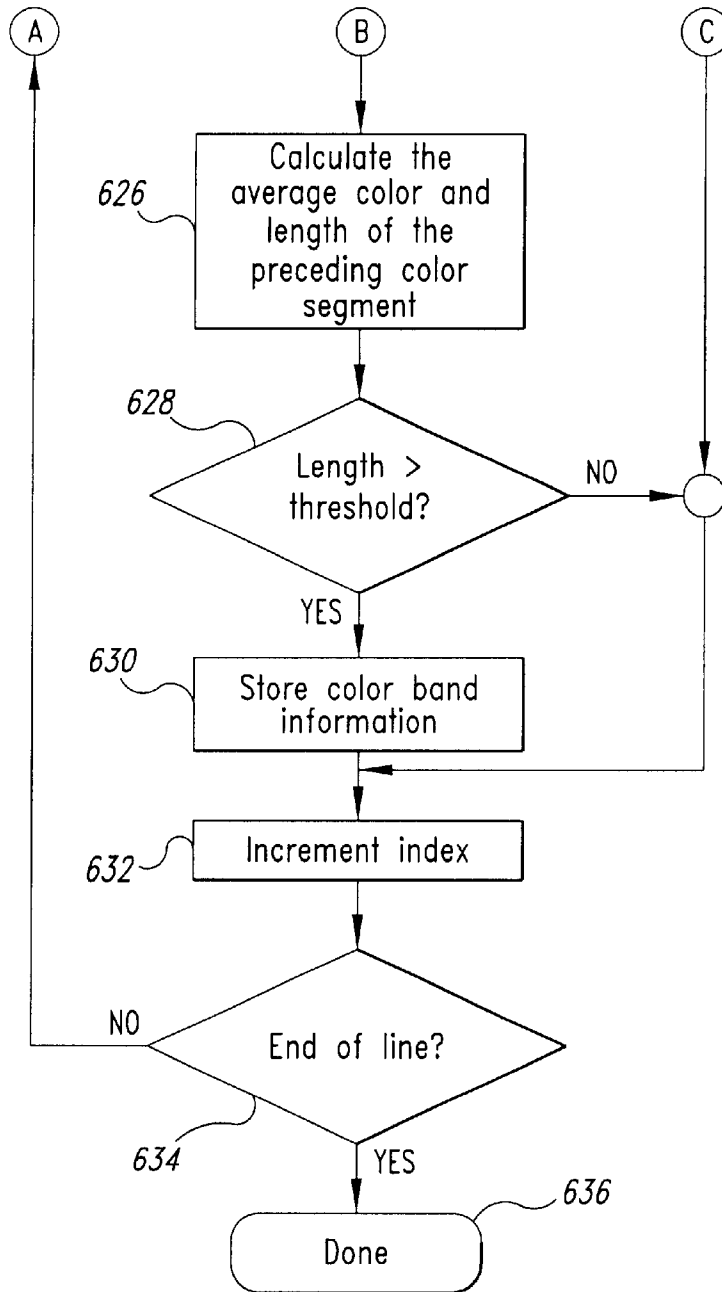 A
B
C
626
Calculate the
average color and
length of the
preceding color
segment
628
Length >
threshold?
NO
YES
630
Store color band
information
632
Increment index
NO
End of line?
634
YES
636
Done